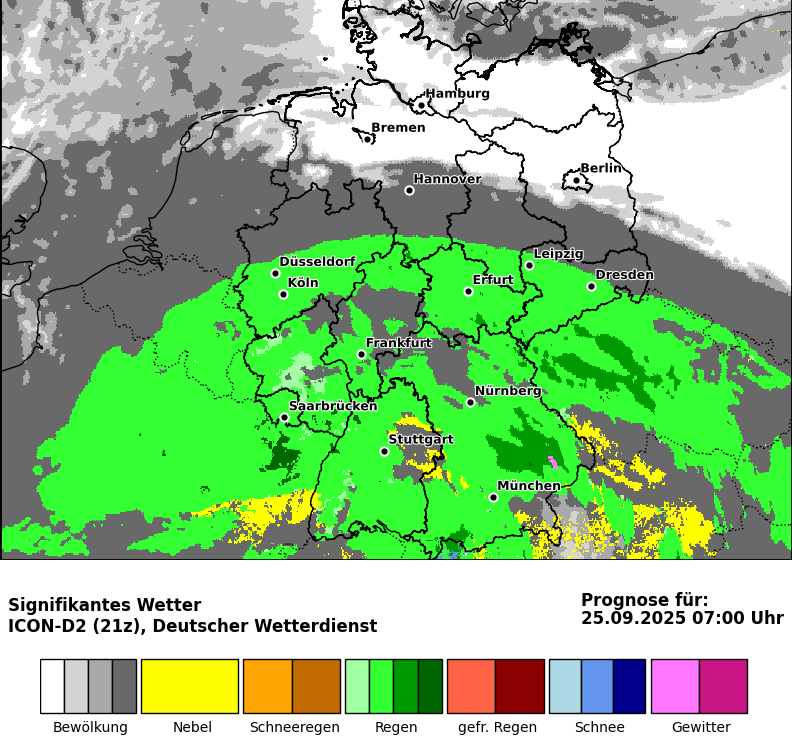 Hamburg
Bremen
Berlin
Hannover
Leipzig
Düsseldorf
Dresden
Köln
Erfurt
Frankfurt
Nürnberg
Saarbrücken
Stuttgart
München
Signifikantes Wetter
ICON-D2 (21z), Deutscher Wetterdienst
Prognose für:
25.09.2025 07:00 Uhr
Bewölkung Nebel Schneeregen Regen gefr. Regen Schnee Gewitter